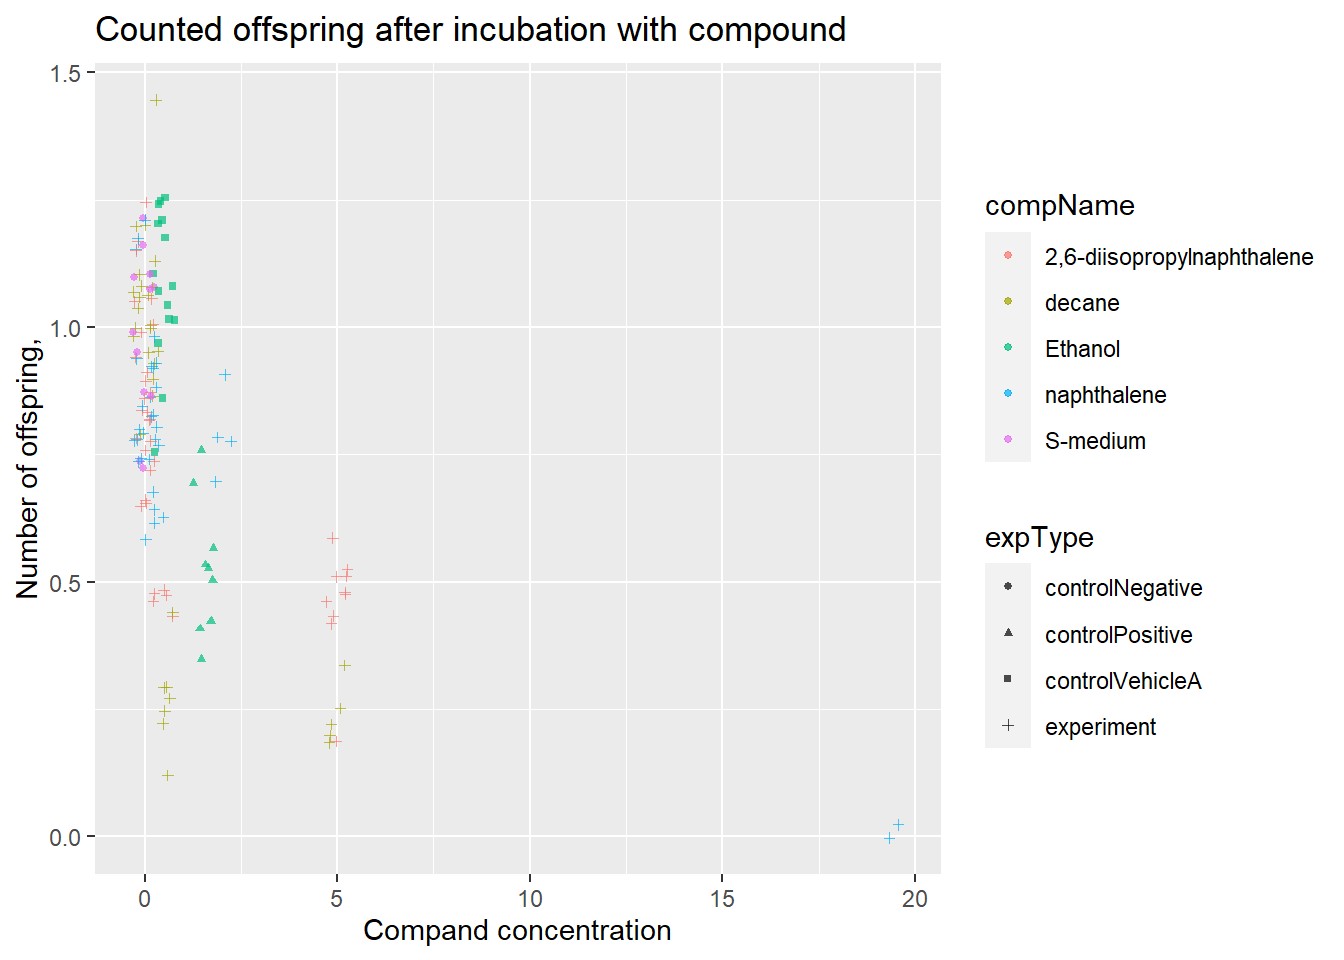 Counted offspring after incubation with compound
Number of offspring,
1.5
1.0
0.5
0.0
0 5 10 15 20
Compand concentration
compName
2,6-diisopropylnaphthalene
decane
Ethanol
naphthalene
S-medium
expType
controlNegative
controlPositive
controlVehicleA
experiment